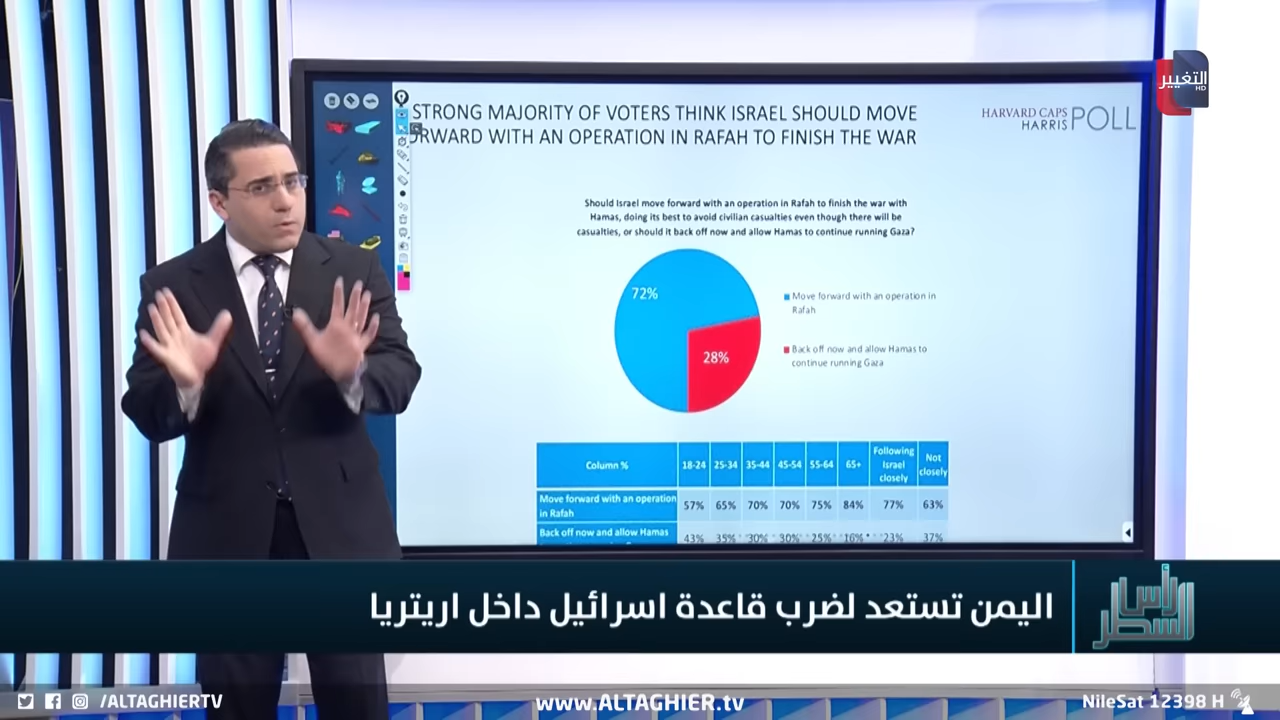 التغيير
HD
STRONG MAJORITY OF VOTERS THINK ISRAEL SHOULD MOVE
ORWARD WITH AN OPERATION IN RAFAH TO FINISH THE WAR
HARVARD CAPS
HARRIS POLL
Should Israel move forward with an operation in Rafah to finish the war with
Hamas, doing its best to avoid civilian casualties even though there will be
casualties, or should it back off now and allow Hamas to continue running Gaza?
72%
28%
Move forward with an operation in
Rafah
Back off now and allow Hamas to
continue running Gaza
Column % 18-24 25-34 35-44 45-54 55-64 65+ Following Israel closely Not closely
Move forward with an operation in Rafah 57% 65% 70% 70% 75% 84% 77% 63%
Back off now and allow Hamas 43% 35% 30% 30% 25% 16% 23% 37%
اليمن تستعد لضرب قاعدة اسرائيل داخل اريتريا
رأس السطر
/ALTAGHIERTV
www.ALTAGHIER.tv
NileSat 12398 H